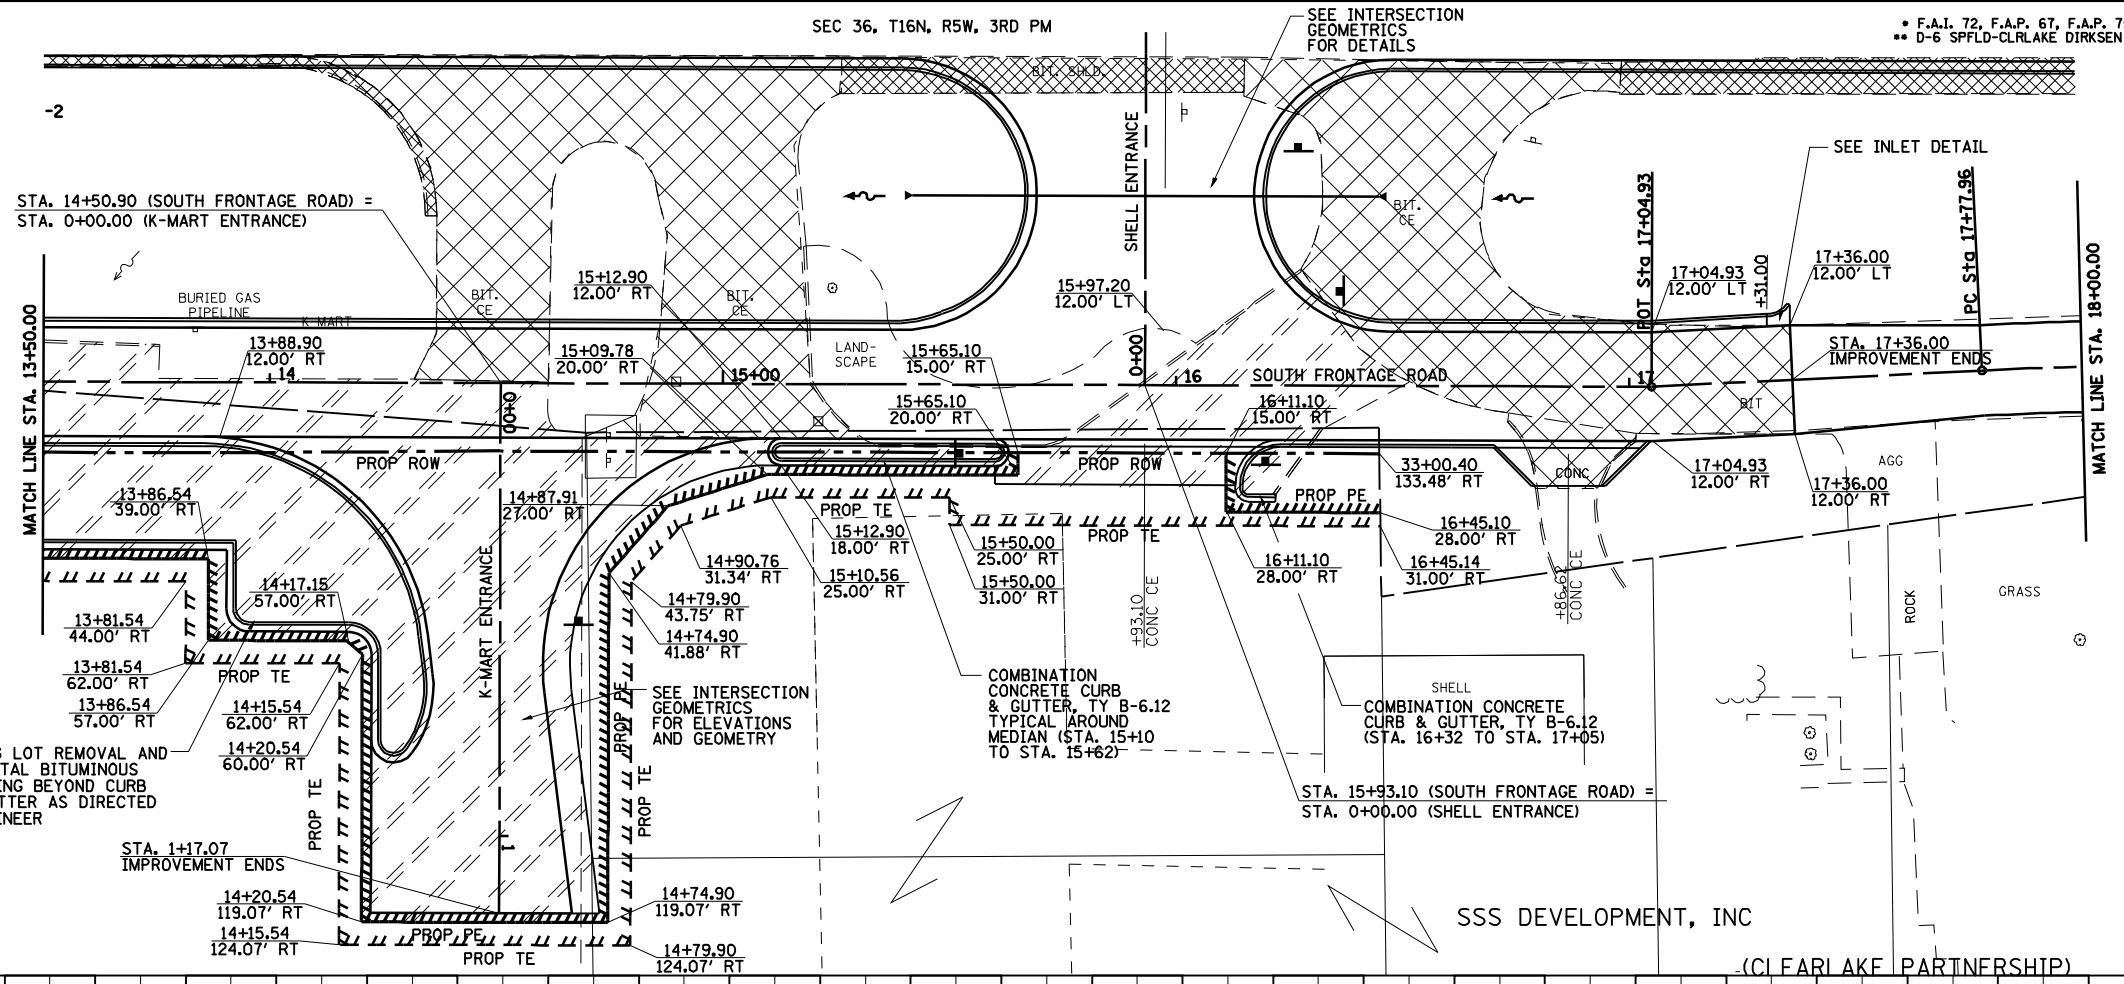 SEC 36, T16N, R5W, 3RD PM
SEE INTERSECTION
GEOMETRICS
FOR DETAILS
* F.A.I. 72, F.A.P. 67, F.A.P. 7
** D-6 SPFLD-CLRLAKE DIRKSEN
BIT. SHLD.
-2
SHELL ENTRANCE
SEE INLET DETAIL
STA. 14+50.90 (SOUTH FRONTAGE ROAD) =
STA. 0+00.00 (K-MART ENTRANCE)
BIT.
CE
POT Sta 17+04.93
PC Sta 17+77.96
MATCH LINE STA. 13+50.00
MATCH LINE STA. 18+00.00
BURIED GAS
PIPELINE
K-MART
BIT.
CE
BIT.
CE
15+12.90
12.00' RT
15+97.20
12.00' LT
17+04.93
12.00' LT
+31.00
17+36.00
12.00' LT
13+88.90
12.00' RT
14
15+09.78
20.00' RT
15+00
LAND-
SCAPE
15+65.10
15.00' RT
0+00
16
SOUTH FRONTAGE ROAD
17
STA. 17+36.00
IMPROVEMENT ENDS
0+00
15+65.10
20.00' RT
16+11.10
15.00' RT
BIT
PROP ROW
PROP ROW
33+00.40
133.48' RT
CONC
17+04.93
12.00' RT
AGG
17+36.00
12.00' RT
13+86.54
39.00' RT
14+87.91
27.00' RT
PROP TE
PROP PE
15+12.90
18.00' RT
15+50.00
25.00' RT
PROP TE
16+45.10
28.00' RT
K-MART ENTRANCE
14+90.76
31.34' RT
15+10.56
25.00' RT
15+50.00
31.00' RT
16+11.10
28.00' RT
16+45.14
31.00' RT
14+17.15
57.00' RT
14+79.90
43.75' RT
+93.10
CONC CE
+86.62
CONC CE
ROCK
GRASS
13+81.54
44.00' RT
14+74.90
41.88' RT
13+81.54
62.00' RT
PROP TE
13+86.54
57.00' RT
14+15.54
62.00' RT
14+20.54
60.00' RT
PROP PE
SEE INTERSECTION
GEOMETRICS
FOR ELEVATIONS
AND GEOMETRY
COMBINATION
CONCRETE CURB
& GUTTER, TY B-6.12
TYPICAL AROUND
MEDIAN (STA. 15+10
TO STA. 15+62)
SHELL
COMBINATION CONCRETE
CURB & GUTTER, TY B-6.12
(STA. 16+32 TO STA. 17+05)
S LOT REMOVAL AND
TAL BITUMINOUS
ING BEYOND CURB
TTER AS DIRECTED
ENEER
PROP TE
PROP TE
STA. 15+93.10 (SOUTH FRONTAGE ROAD) =
STA. 0+00.00 (SHELL ENTRANCE)
STA. 1+17.07
IMPROVEMENT ENDS
1
14+20.54
119.07' RT
14+74.90
119.07' RT
14+15.54
124.07' RT
PROP PE
PROP TE
14+79.90
124.07' RT
SSS DEVELOPMENT, INC
(CLEARLAKE PARTNERSHIP)